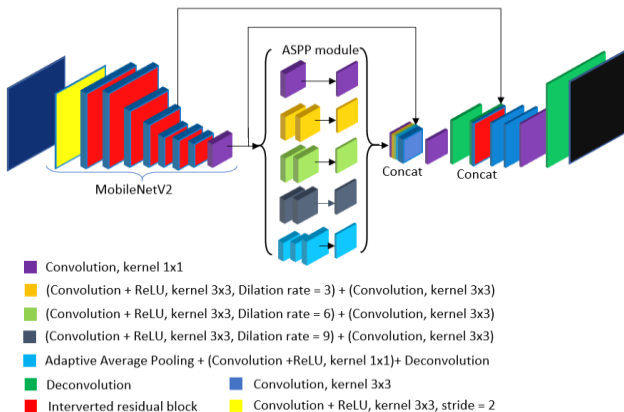 ASPP module
Concat
Concat
MobileNetV2
Convolution, kernel 1x1
(Convolution + ReLU, kernel 3x3, Dilation rate = 3) + (Convolution, kernel 3x3)
(Convolution + ReLU, kernel 3x3, Dilation rate = 6) + (Convolution, kernel 3x3)
(Convolution + ReLU, kernel 3x3, Dilation rate = 9) + (Convolution, kernel 3x3)
Adaptive Average Pooling + (Convolution +ReLU, kernel 1x1)+ Deconvolution
Deconvolution
Convolution, kernel 3x3
Interverted residual block
Convolution + ReLU, kernel 3x3, stride = 2